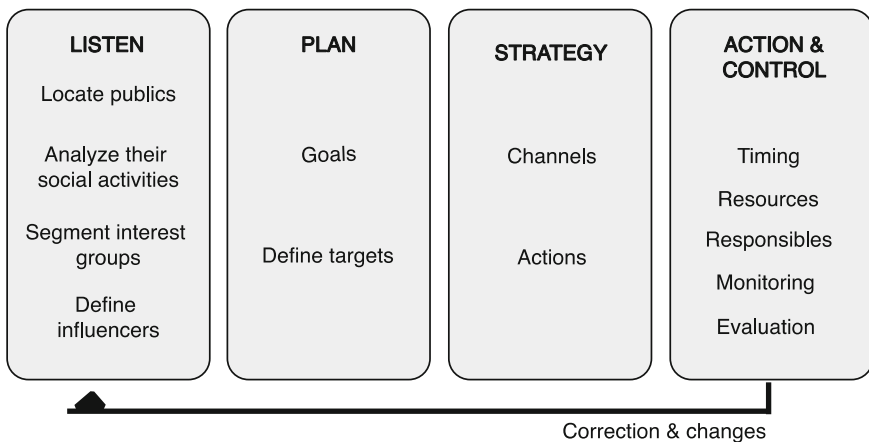 LISTEN
Locate publics
Analyze their
social activities
Segment interest
groups
Define
influencers
PLAN
Goals
Define targets
STRATEGY
Channels
Actions
ACTION &
CONTROL
Timing
Resources
Responsibles
Monitoring
Evaluation
Correction & changes